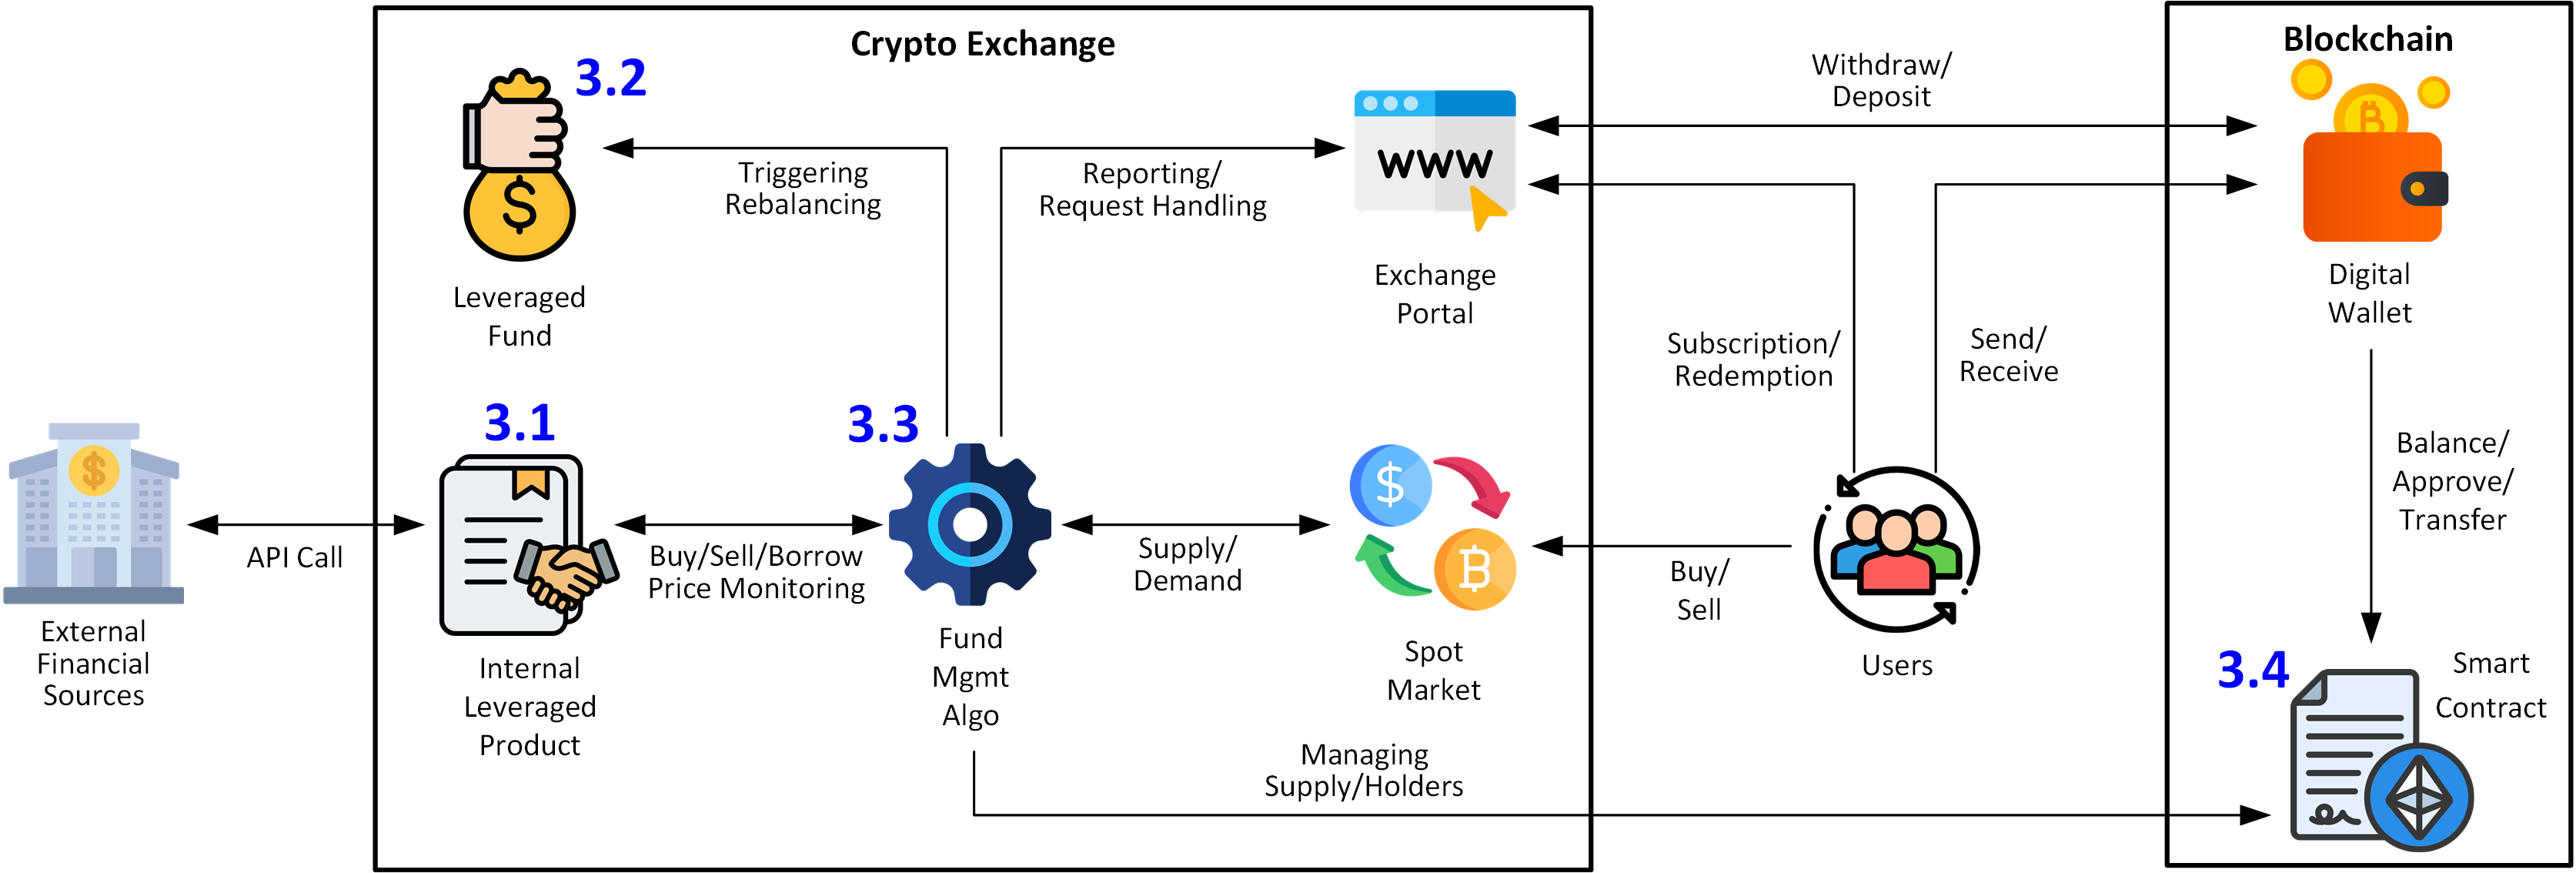 Crypto Exchange
Blockchain
3.2
Leveraged
Fund
Triggering
Rebalancing
Reporting/
Request Handling
WWW
Exchange
Portal
Withdraw/
Deposit
Digital
Wallet
Subscription/
Redemption
Send/
Receive
External
Financial
Sources
API Call
3.1
Internal
Leveraged
Product
Buy/Sell/Borrow
Price Monitoring
3.3
Fund
Mgmt
Algo
Supply/
Demand
Spot
Market
Buy/
Sell
Users
Balance/
Approve/
Transfer
3.4
Smart
Contract
Managing
Supply/Holders